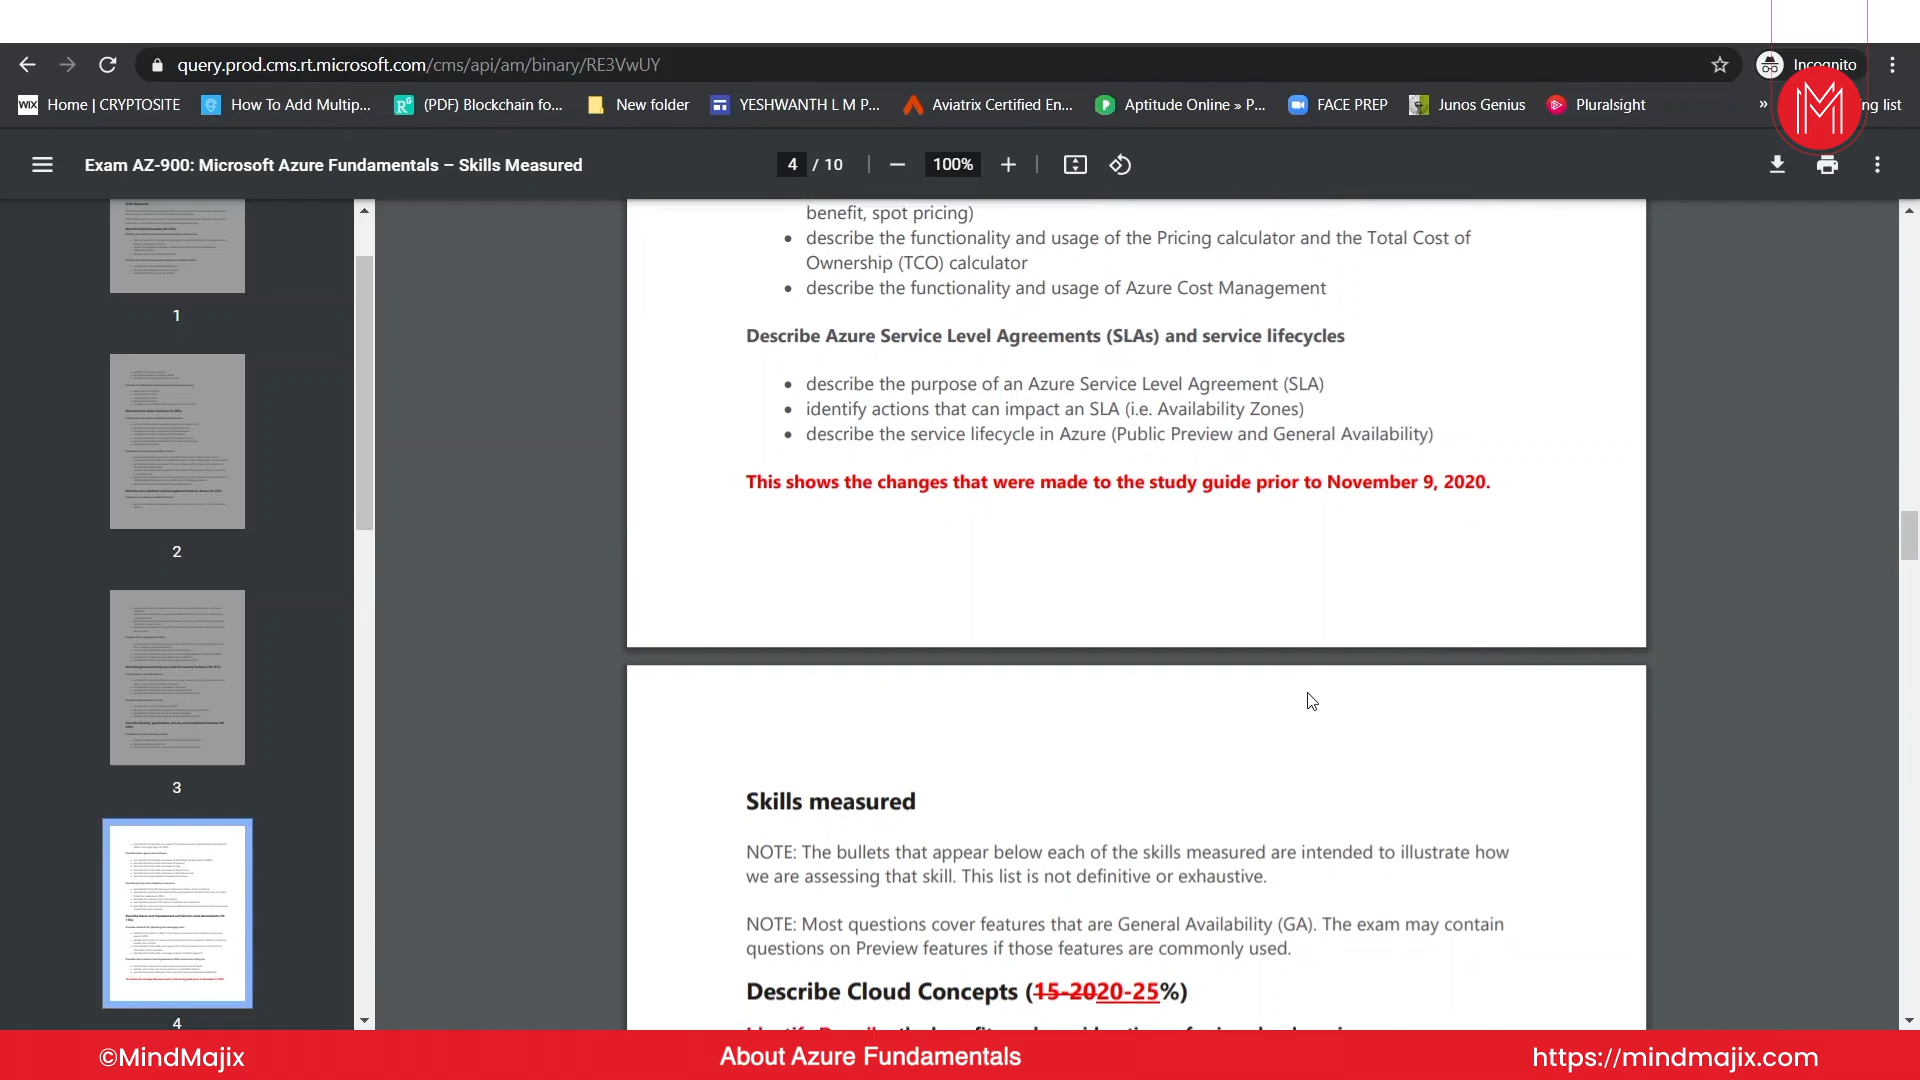 query.prod.cms.rt.microsoft.com/cms/api/am/binary/RE3VwUY
Incognito
WIX Home | CRYPTOSITE
How To Add Multip...
(PDF) Blockchain fo...
New folder
YESHWANTH L M P...
Aviatrix Certified En...
Aptitude Online » P...
FACE PREP
Junos Genius
Pluralsight
»
ng list
Exam AZ-900: Microsoft Azure Fundamentals – Skills Measured
4 / 10
100%
1
2
3
4
benefit, spot pricing)
• describe the functionality and usage of the Pricing calculator and the Total Cost of
Ownership (TCO) calculator
• describe the functionality and usage of Azure Cost Management
Describe Azure Service Level Agreements (SLAs) and service lifecycles
• describe the purpose of an Azure Service Level Agreement (SLA)
• identify actions that can impact an SLA (i.e. Availability Zones)
• describe the service lifecycle in Azure (Public Preview and General Availability)
This shows the changes that were made to the study guide prior to November 9, 2020.
Skills measured
NOTE: The bullets that appear below each of the skills measured are intended to illustrate how
we are assessing that skill. This list is not definitive or exhaustive.
NOTE: Most questions cover features that are General Availability (GA). The exam may contain
questions on Preview features if those features are commonly used.
Describe Cloud Concepts (15-2020-25%)
©MindMajix
About Azure Fundamentals
https://mindmajix.com